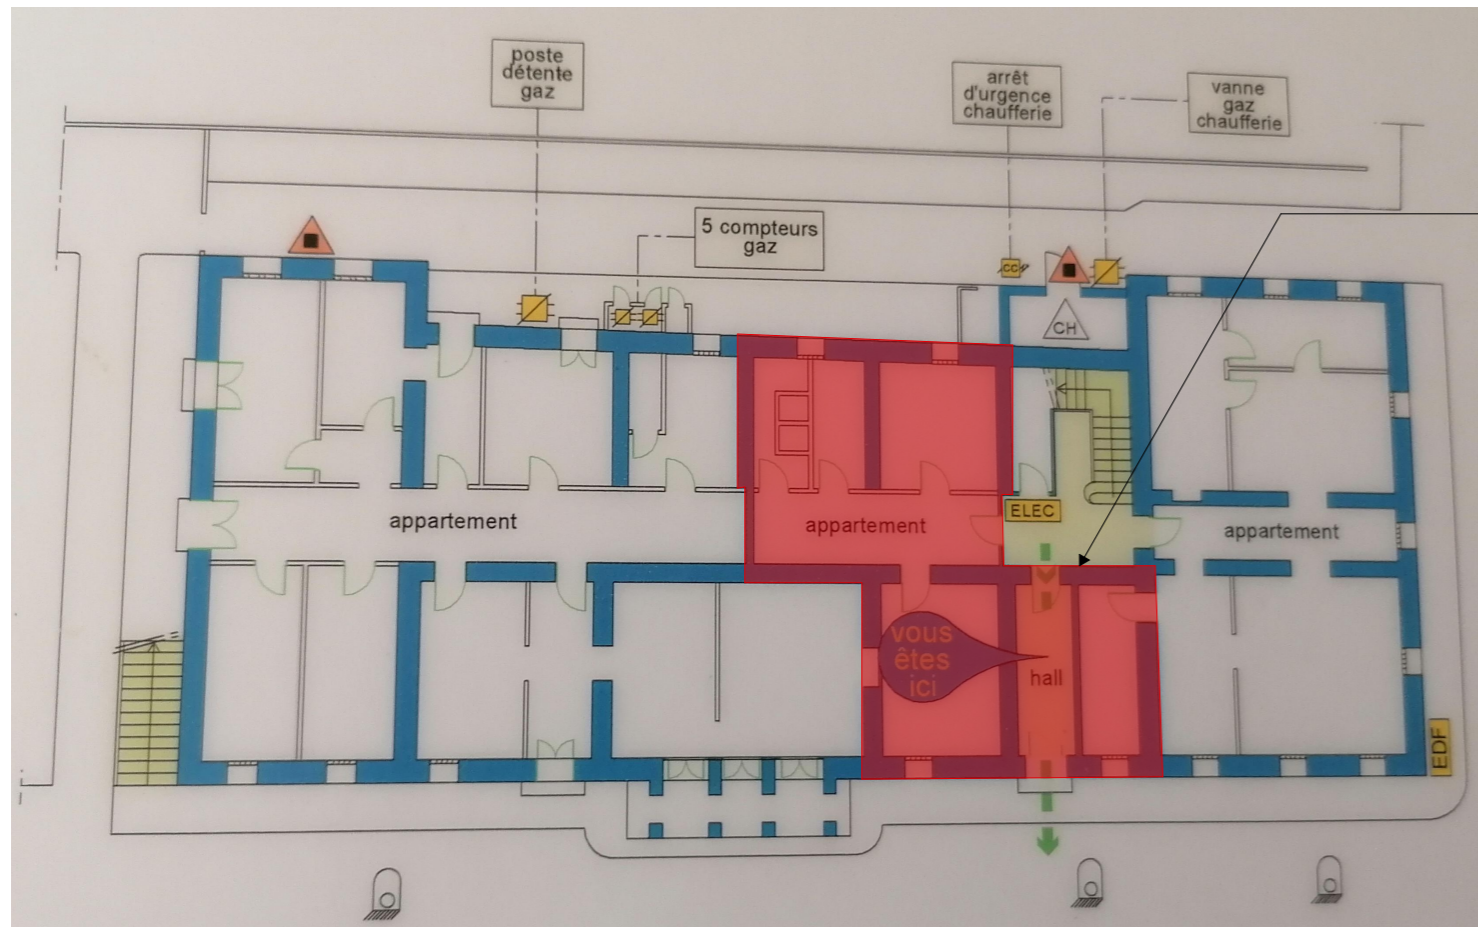 poste
détente
gaz
arrêt
d'urgence
chaufferie
vanne
gaz
chaufferie
5 compteurs
gaz
CC
CH
ELEC
appartement
appartement
appartement
vous
êtes
ici
hall
EDF